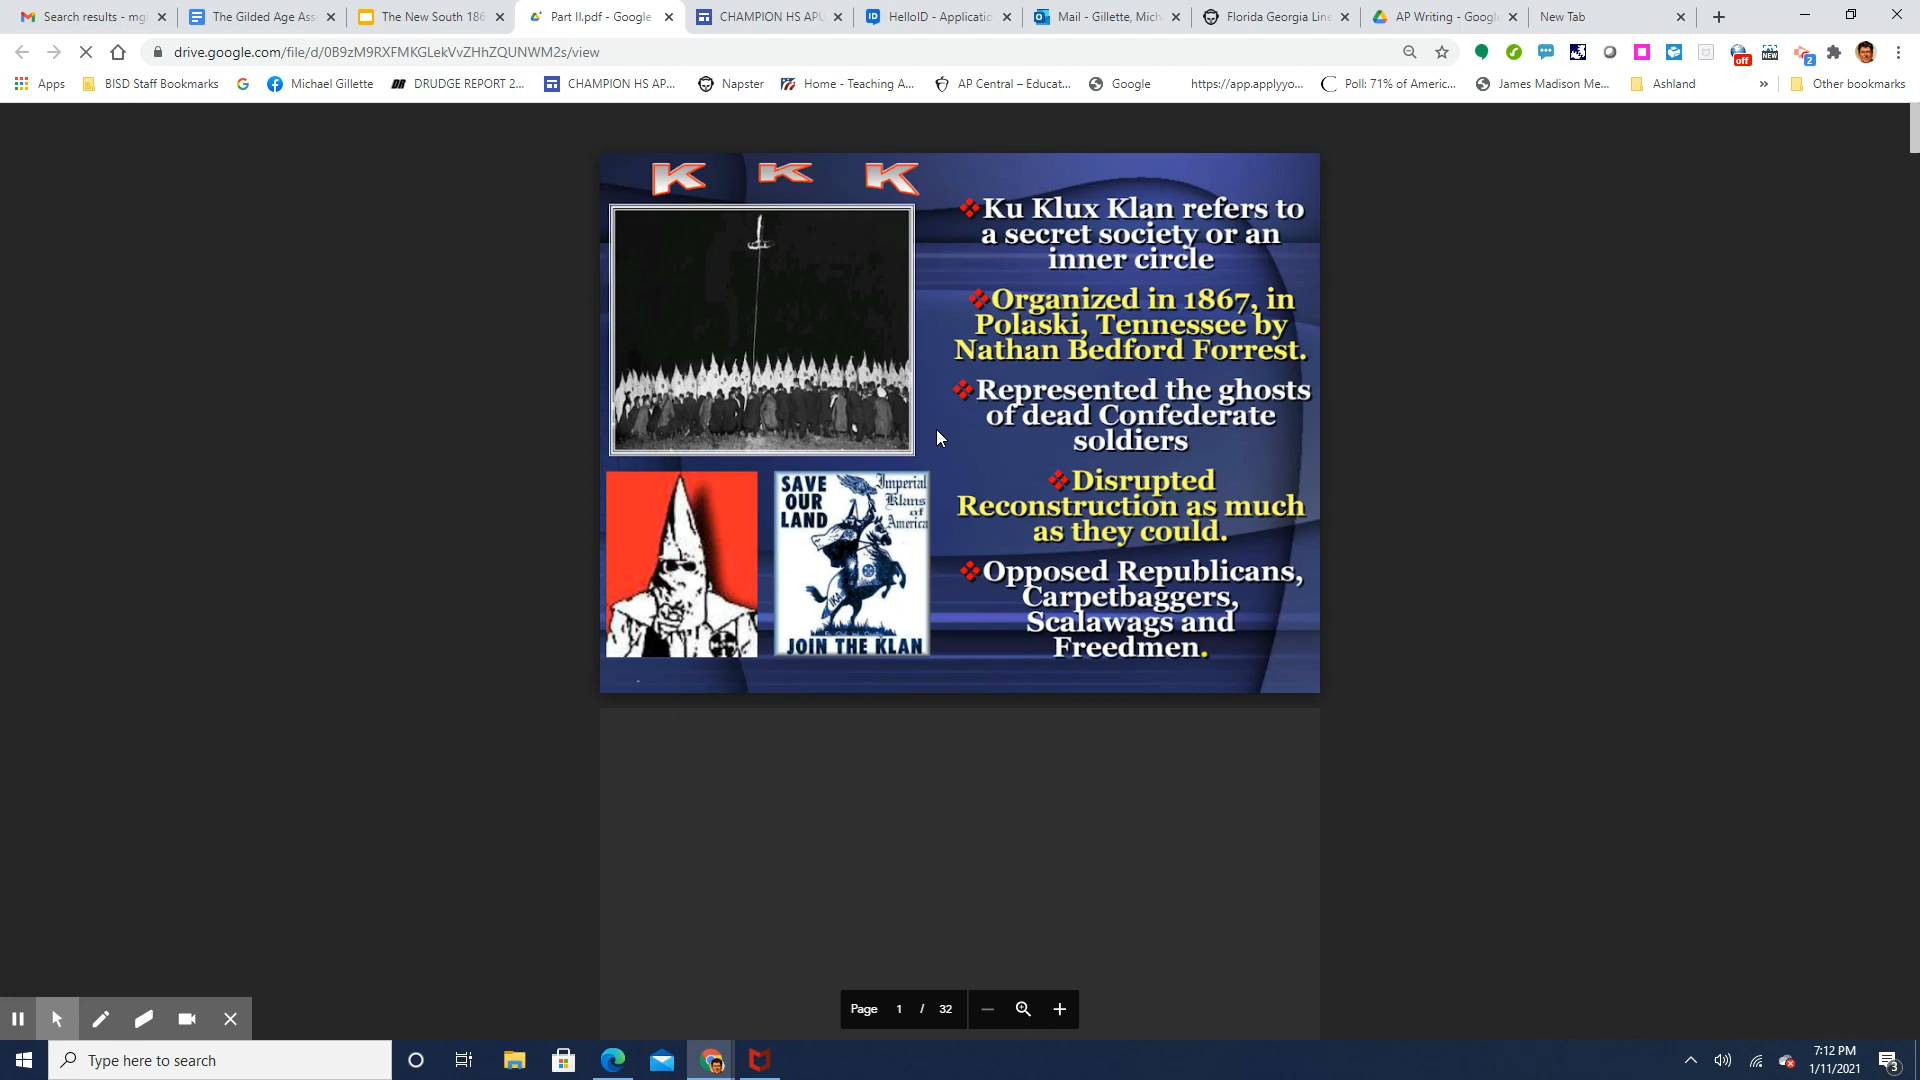 Search results - mg
The Gilded Age Ass
The New South 186
Part II.pdf - Google
CHAMPION HS APU
HelloID - Applicatio
Mail - Gillette, Mich
Florida Georgia Line
AP Writing - Google
New Tab
drive.google.com/file/d/0B9zM9RXFMKGLekVvZHhZQUNWM2s/view
off
NEW
2
Apps
BISD Staff Bookmarks
Michael Gillette
DRUDGE REPORT 2...
CHAMPION HS AP...
Napster
Home - Teaching A...
AP Central – Educat...
Google
https://app.applyyo...
Poll: 71% of Americ...
James Madison Me...
Ashland
»
Other bookmarks
K K K
Ku Klux Klan refers to
a secret society or an
inner circle
Organized in 1867, in
Polaski, Tennessee by
Nathan Bedford Forrest.
Represented the ghosts
of dead Confederate
soldiers
Disrupted
Reconstruction as much
as they could.
Opposed Republicans,
Carpetbaggers,
Scalawags and
Freedmen.
SAVE
OUR
LAND
Imperial
Klans
of
America
IKA
JOIN THE KLAN
Page 1 / 32
Type here to search
7:12 PM
1/11/2021
3